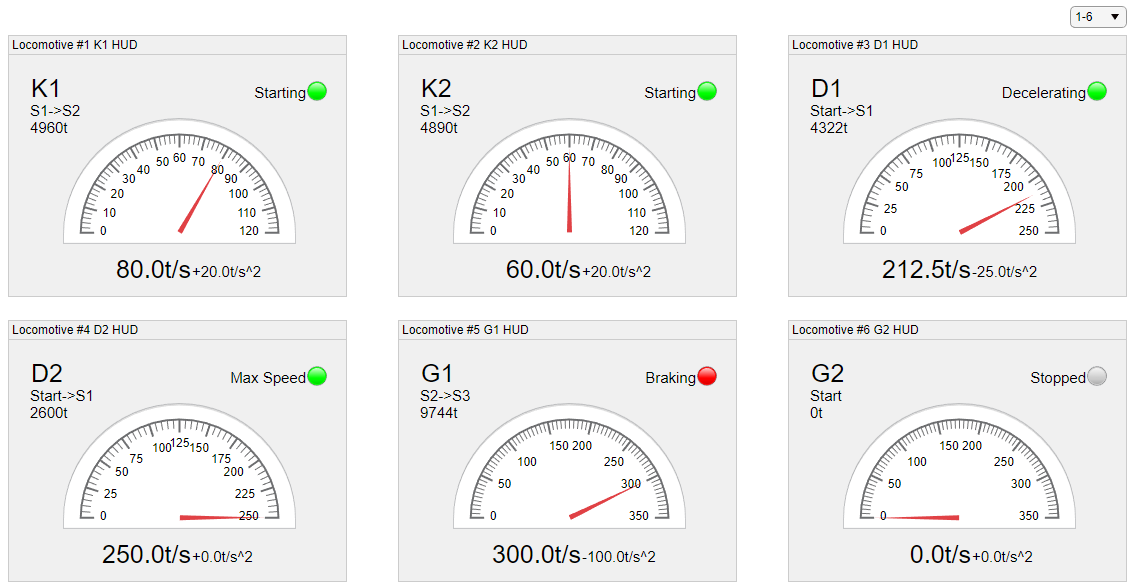 1-6
Locomotive #1 K1 HUD
K1
Starting
S1->S2
4960t
0 10 20 30 40 50 60 70 80 90 100 110 120
80.0t/s+20.0t/s^2
Locomotive #2 K2 HUD
K2
Starting
S1->S2
4890t
0 10 20 30 40 50 60 70 80 90 100 110 120
60.0t/s+20.0t/s^2
Locomotive #3 D1 HUD
D1
Decelerating
Start->S1
4322t
0 25 50 75 100 125 150 175 200 225 250
212.5t/s-25.0t/s^2
Locomotive #4 D2 HUD
D2
Max Speed
Start->S1
2600t
0 25 50 75 100 125 150 175 200 225 250
250.0t/s+0.0t/s^2
Locomotive #5 G1 HUD
G1
Braking
S2->S3
9744t
0 50 100 150 200 250 300 350
300.0t/s-100.0t/s^2
Locomotive #6 G2 HUD
G2
Stopped
Start
0t
0 50 100 150 200 250 300 350
0.0t/s+0.0t/s^2